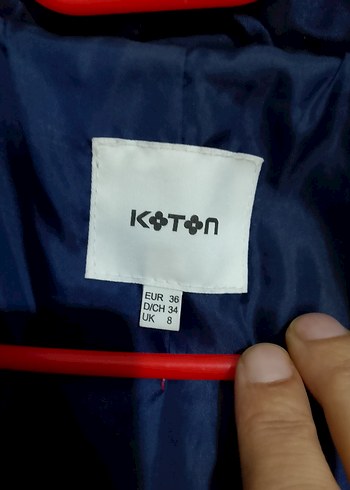 KOTON
EUR 36
D/CH 34
UK 8